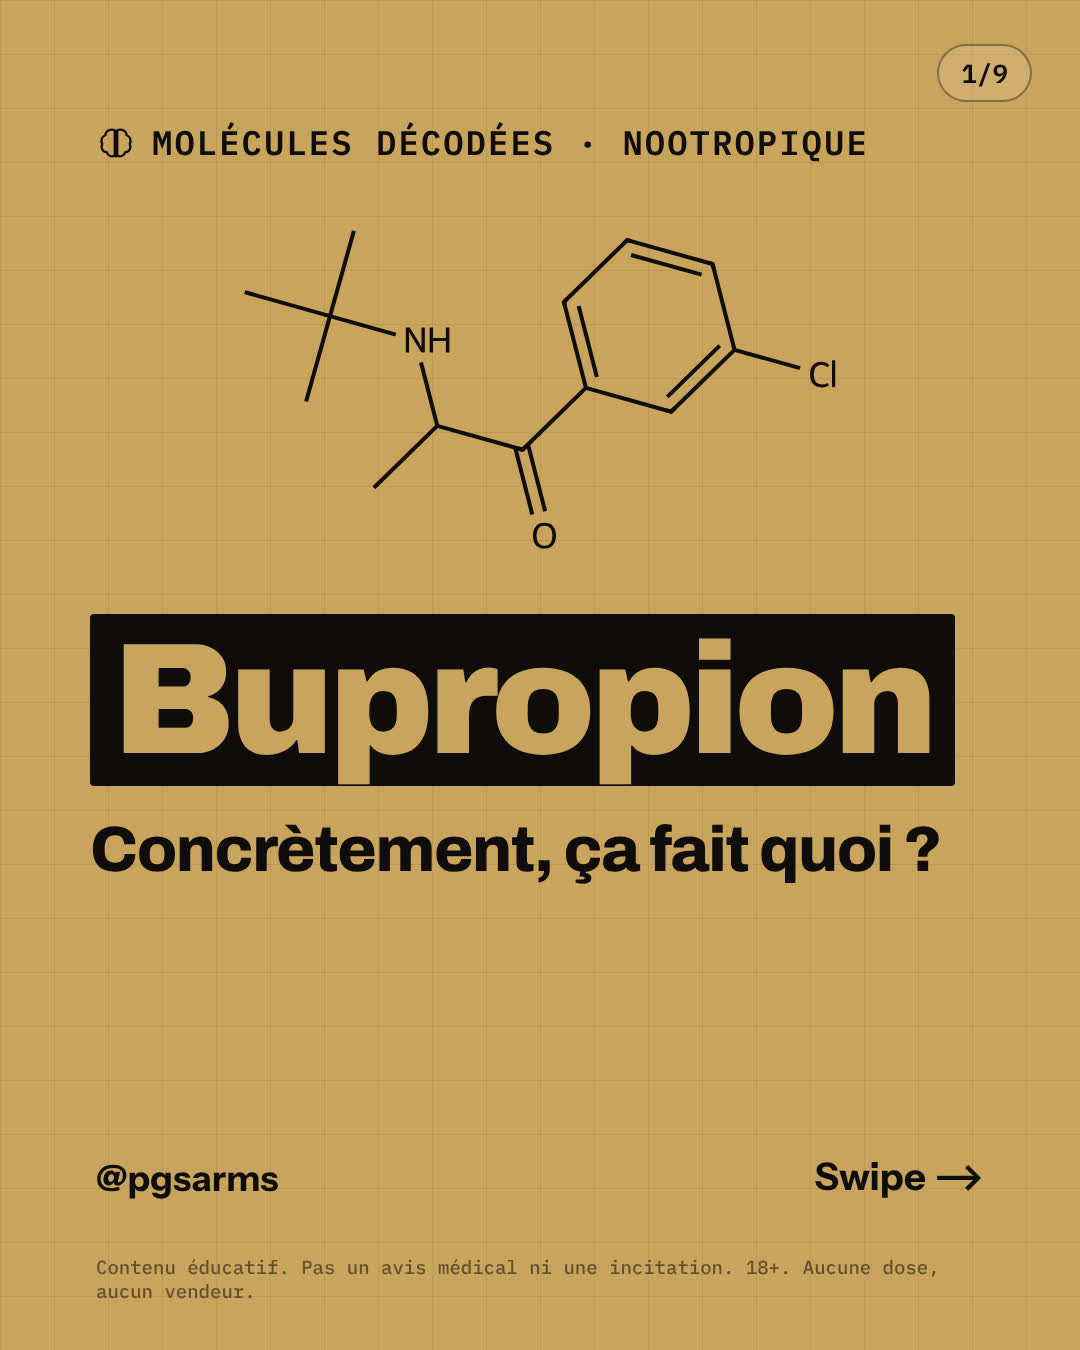 1/9
MOLÉCULES DÉCODÉES · NOOTROPIQUE
NH
Cl
O
Bupropion
Concrètement, ça fait quoi ?
@pgsarms
Swipe →
Contenu éducatif. Pas un avis médical ni une incitation. 18+. Aucune dose,
aucun vendeur.